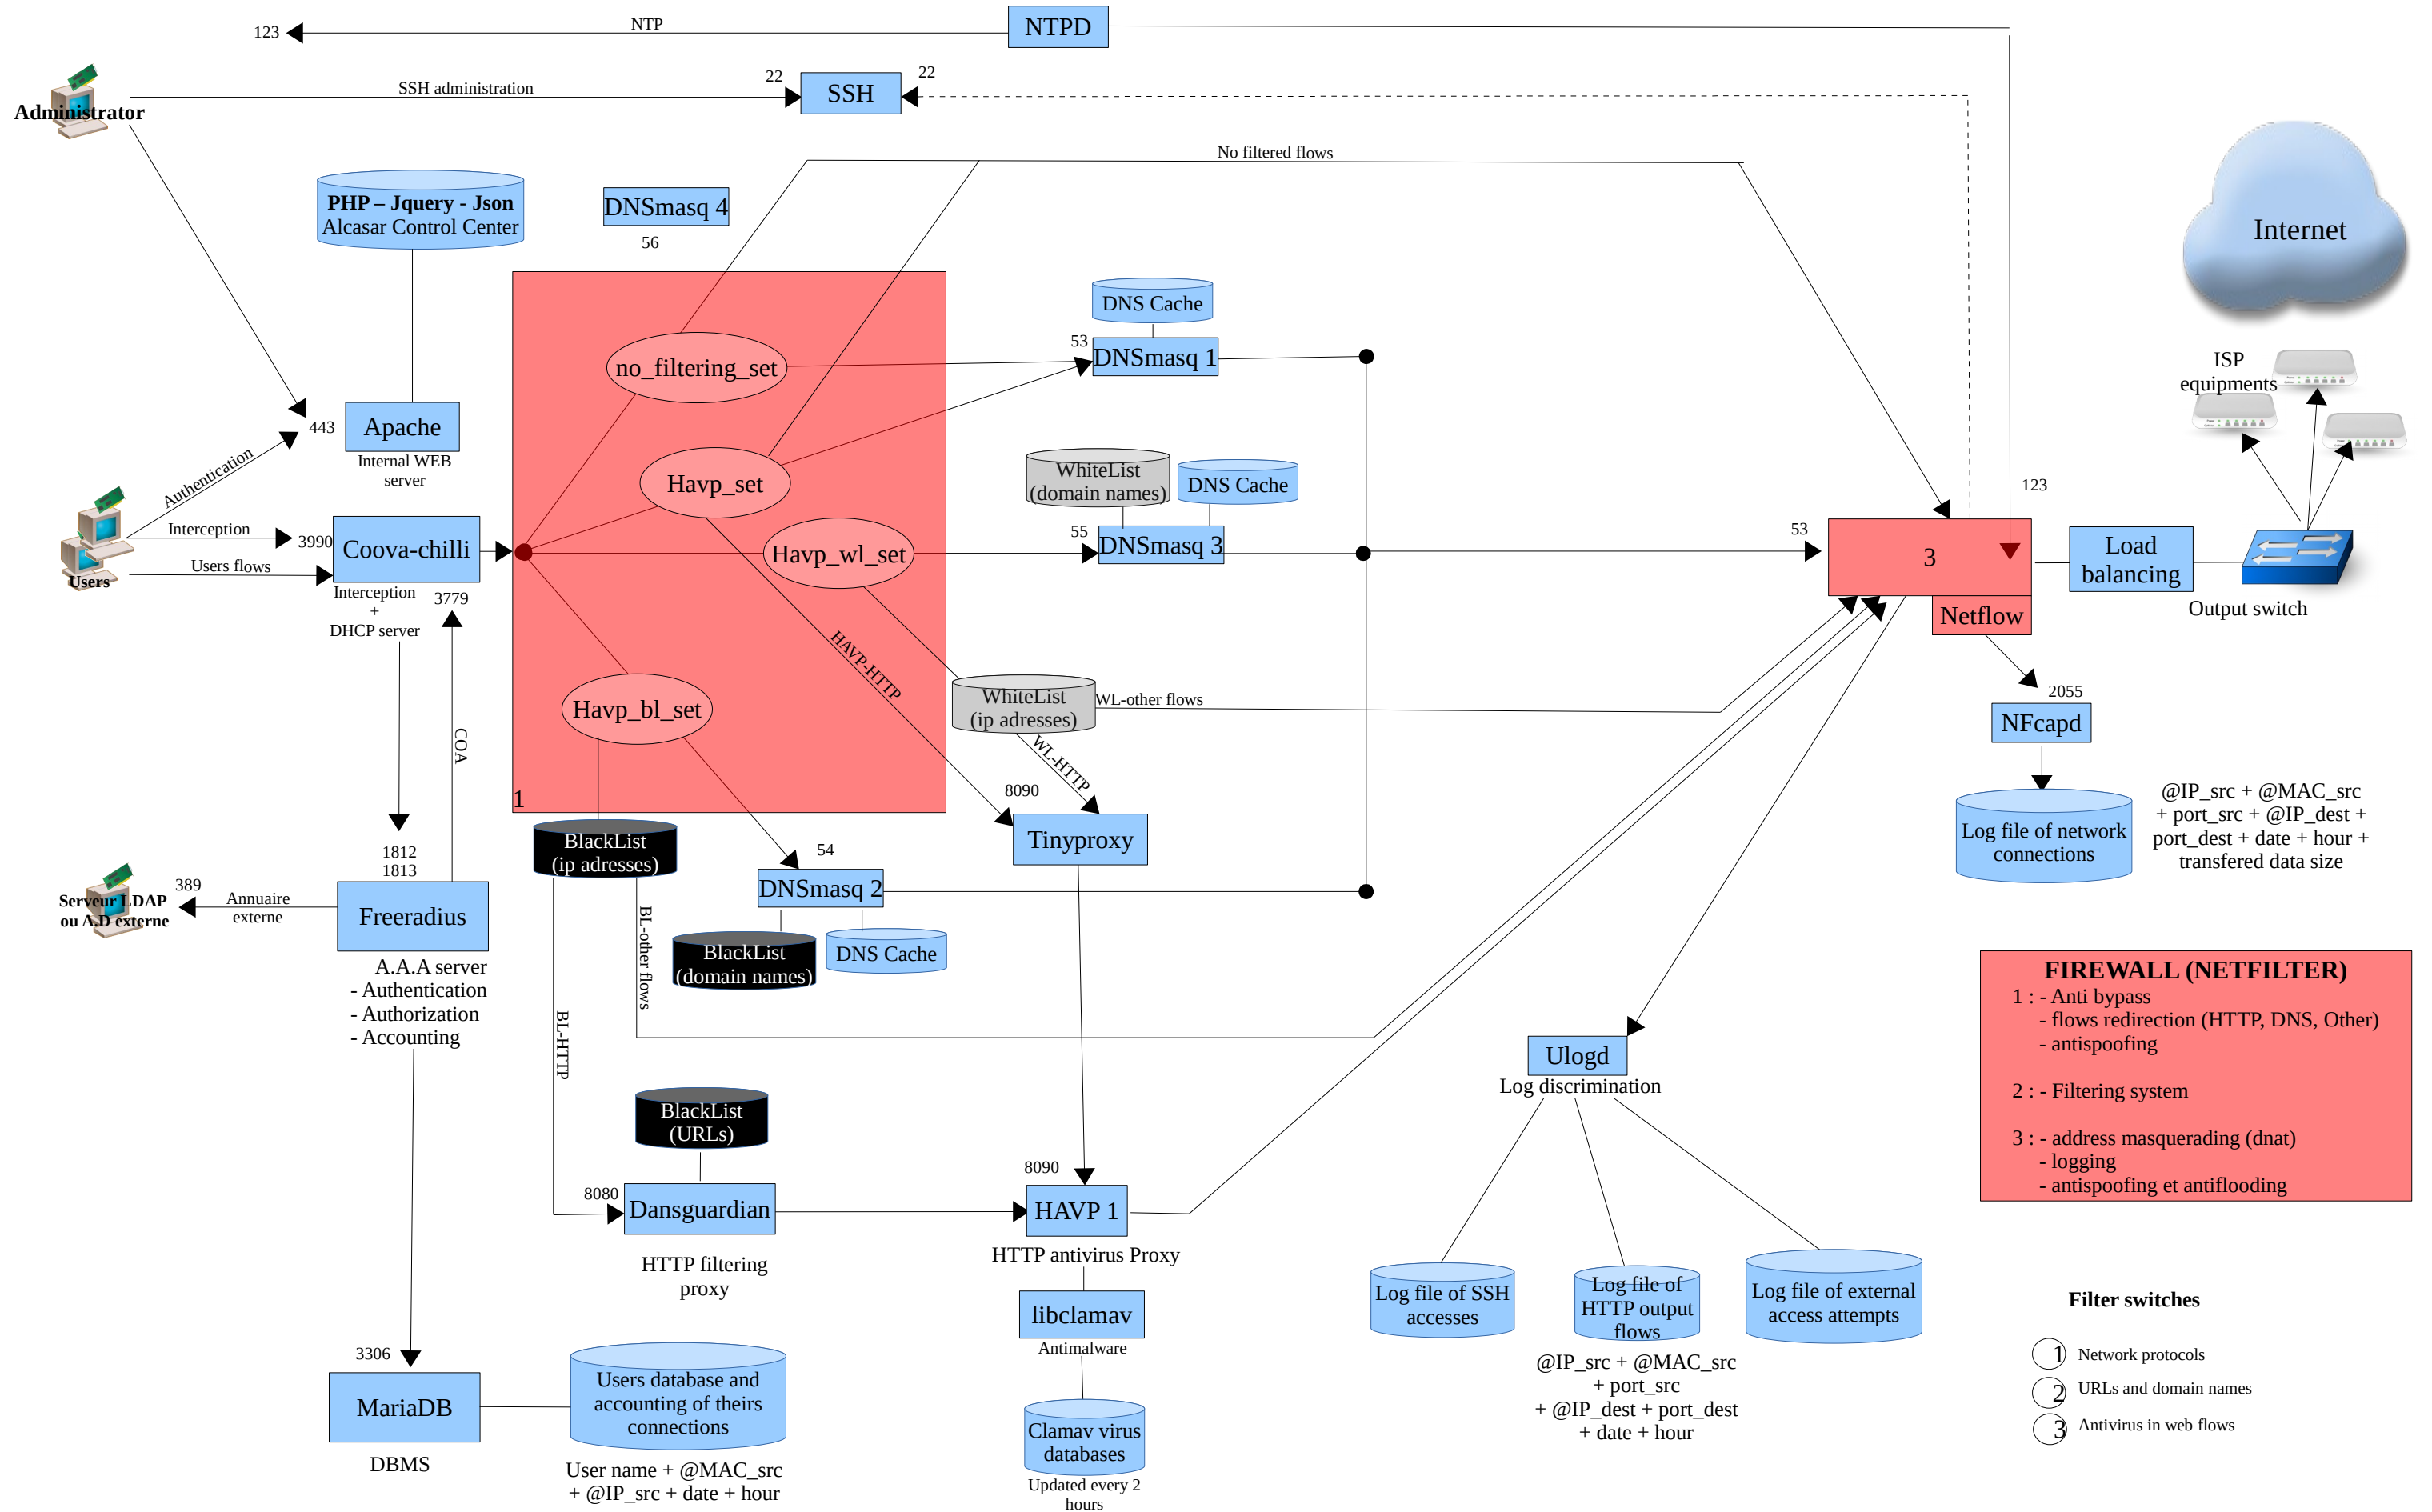 NTPD
NTP
123
22
22
SSH administration
SSH
Administrator
No filtered flows
PHP – Jquery - Json
Alcasar Control Center
DNSmasq 4
56
Internet
DNS Cache
53
DNSmasq 1
no_filtering_set
ISP
equipments
443
Apache
Internal WEB
server
Authentication
Havp_set
WhiteList
(domain names)
DNS Cache
123
Interception
3990
Coova-chilli
Users flows
Users
Interception
+
DHCP server
3779
Havp_wl_set
55
DNSmasq 3
53
3
Netflow
Load
balancing
Output switch
HAVP-HTTP
COA
Havp_bl_set
WhiteList
(ip adresses)
WL-other flows
WL-HTTP
2055
NFcapd
1
8090
Tinyproxy
Log file of network
connections
@IP_src + @MAC_src
+ port_src + @IP_dest +
port_dest + date + hour +
transfered data size
BlackList
(ip adresses)
54
DNSmasq 2
1812
1813
389
Serveur LDAP
ou A.D externe
Annuaire
externe
Freeradius
BL-other flows
BlackList
(domain names)
DNS Cache
A.A.A server
- Authentication
- Authorization
- Accounting
BL-HTTP
FIREWALL (NETFILTER)
1 : - Anti bypass
- flows redirection (HTTP, DNS, Other)
- antispoofing
2 : - Filtering system
3 : - address masquerading (dnat)
- logging
- antispoofing et antiflooding
Ulogd
Log discrimination
BlackList
(URLs)
8080
Dansguardian
HTTP filtering
proxy
8090
HAVP 1
HTTP antivirus Proxy
libclamav
Antimalware
Clamav virus
databases
Updated every 2
hours
Log file of SSH
accesses
Log file of
HTTP output
flows
Log file of external
access attempts
@IP_src + @MAC_src
+ port_src
+ @IP_dest + port_dest
+ date + hour
3306
MariaDB
DBMS
Users database and
accounting of theirs
connections
User name + @MAC_src
+ @IP_src + date + hour
Filter switches
1 Network protocols
2 URLs and domain names
3 Antivirus in web flows